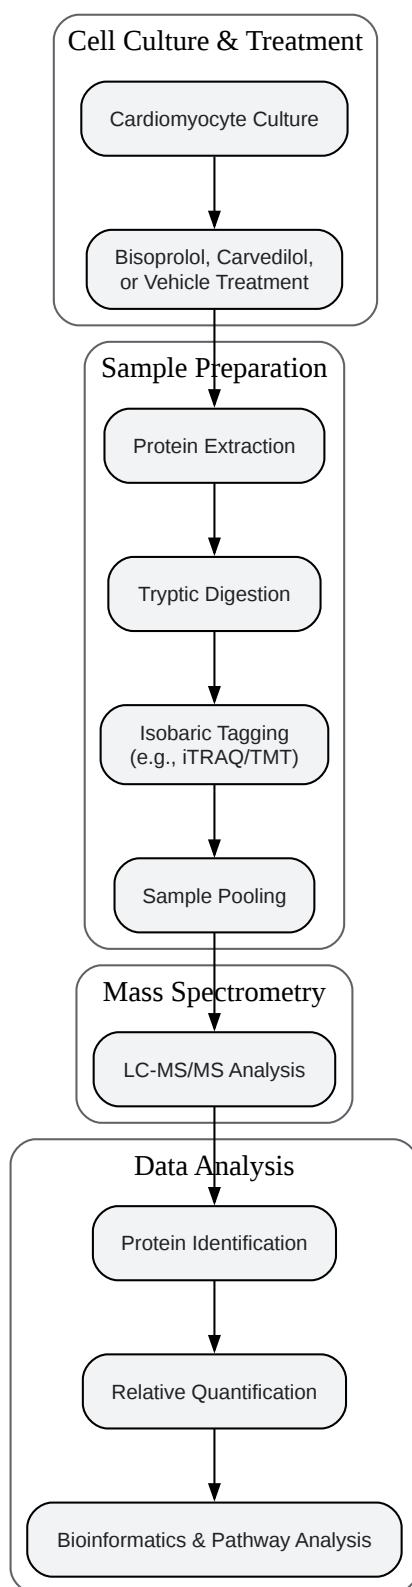 Cell Culture & Treatment
Cardiomyocyte Culture
Bisoprolol, Carvedilol,
or Vehicle Treatment
Sample Preparation
Protein Extraction
Tryptic Digestion
Isobaric Tagging
(e.g., iTRAQ/TMT)
Sample Pooling
Mass Spectrometry
LC-MS/MS Analysis
Data Analysis
Protein Identification
Relative Quantification
Bioinformatics & Pathway Analysis